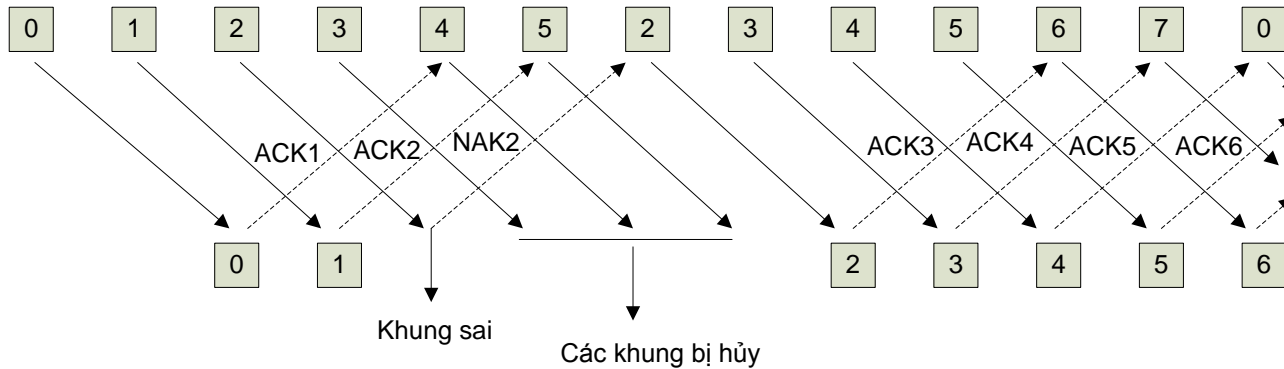 0 1 2 3 4 5 2 3 4 5 6 7 0
ACK1 ACK2 NAK2 ACK3 ACK4 ACK5 ACK6
0 1 2 3 4 5 6
Khung sai
Các khung bị hủy